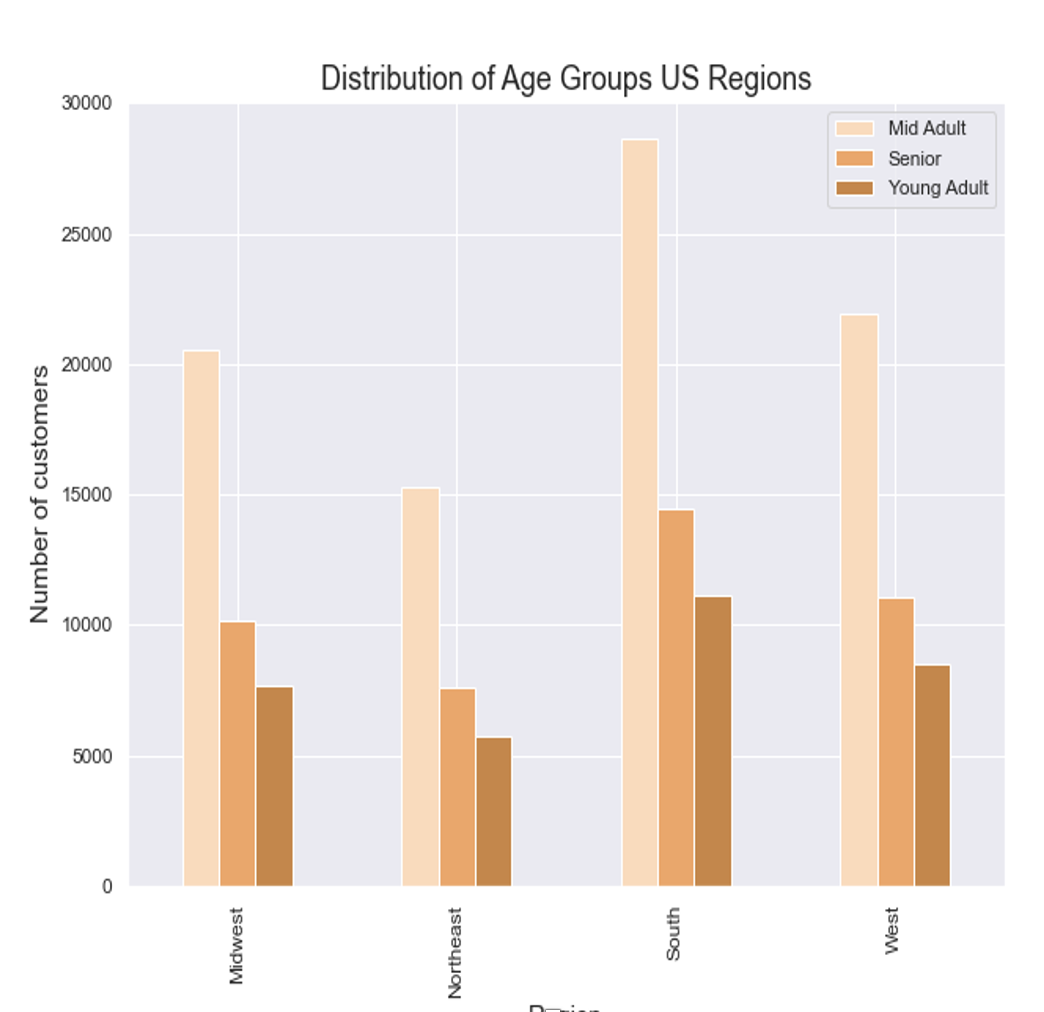 Distribution of Age Groups US Regions
30000
25000
20000
15000
10000
5000
0
Number of customers
Mid Adult
Senior
Young Adult
Midwest
Northeast
South
West